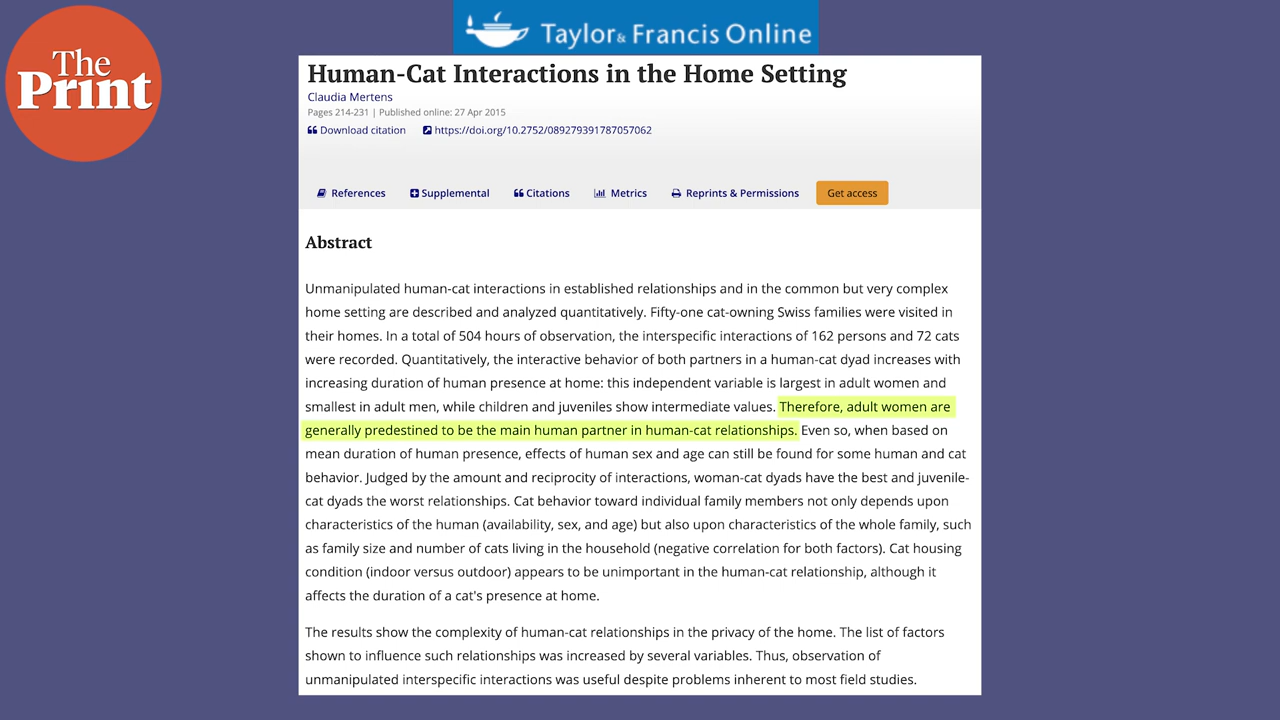 The
Print
Taylor & Francis Online
Human-Cat Interactions in the Home Setting
Claudia Mertens
Pages 214-231 | Published online: 27 Apr 2015
Download citation https://doi.org/10.2752/089279391787057062
References Supplemental Citations Metrics Reprints & Permissions Get access
Abstract
Unmanipulated human-cat interactions in established relationships and in the common but very complex
home setting are described and analyzed quantitatively. Fifty-one cat-owning Swiss families were visited in
their homes. In a total of 504 hours of observation, the interspecific interactions of 162 persons and 72 cats
were recorded. Quantitatively, the interactive behavior of both partners in a human-cat dyad increases with
increasing duration of human presence at home: this independent variable is largest in adult women and
smallest in adult men, while children and juveniles show intermediate values. Therefore, adult women are
generally predestined to be the main human partner in human-cat relationships. Even so, when based on
mean duration of human presence, effects of human sex and age can still be found for some human and cat
behavior. Judged by the amount and reciprocity of interactions, woman-cat dyads have the best and juvenile-
cat dyads the worst relationships. Cat behavior toward individual family members not only depends upon
characteristics of the human (availability, sex, and age) but also upon characteristics of the whole family, such
as family size and number of cats living in the household (negative correlation for both factors). Cat housing
condition (indoor versus outdoor) appears to be unimportant in the human-cat relationship, although it
affects the duration of a cat's presence at home.
The results show the complexity of human-cat relationships in the privacy of the home. The list of factors
shown to influence such relationships was increased by several variables. Thus, observation of
unmanipulated interspecific interactions was useful despite problems inherent to most field studies.